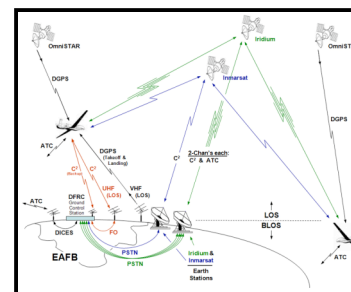 OmniSTAR
Iridium
OmniST
Inmarsat
DGPS
DGPS
ATC
DGPS
(Takeoff &
Landing)
C²
2-Chan's each:
C² & ATC
C²
C²
UHF
(LOS)
VHF
(LOS)
DFRC
Ground
Control
Station
ATC
DICES
FO
LOS
BLOS
ATC
EAFB
PSTN
PSTN
Iridium &
Inmarsat
Earth
Stations